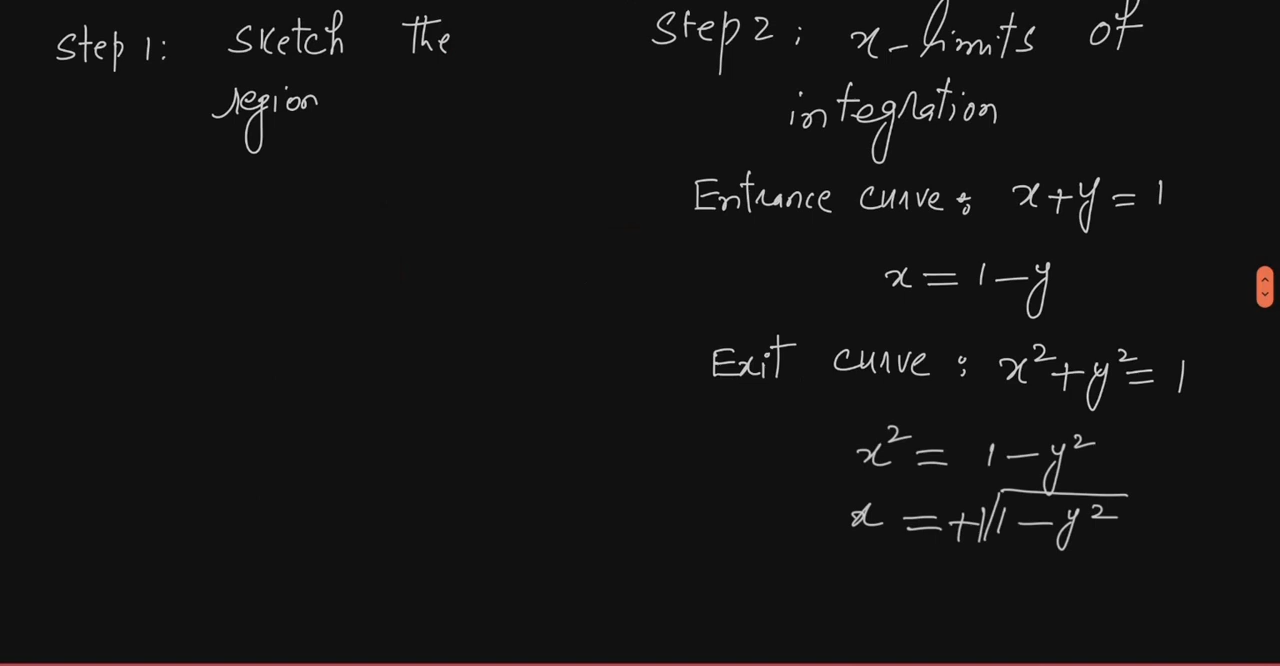 Step 1: Sketch the
region
Step 2: x-limits of
integration
Entrance curve: x+y=1
x=1-y
Exit curve: x²+y²=1
x²=1-y²
x=+√1-y²